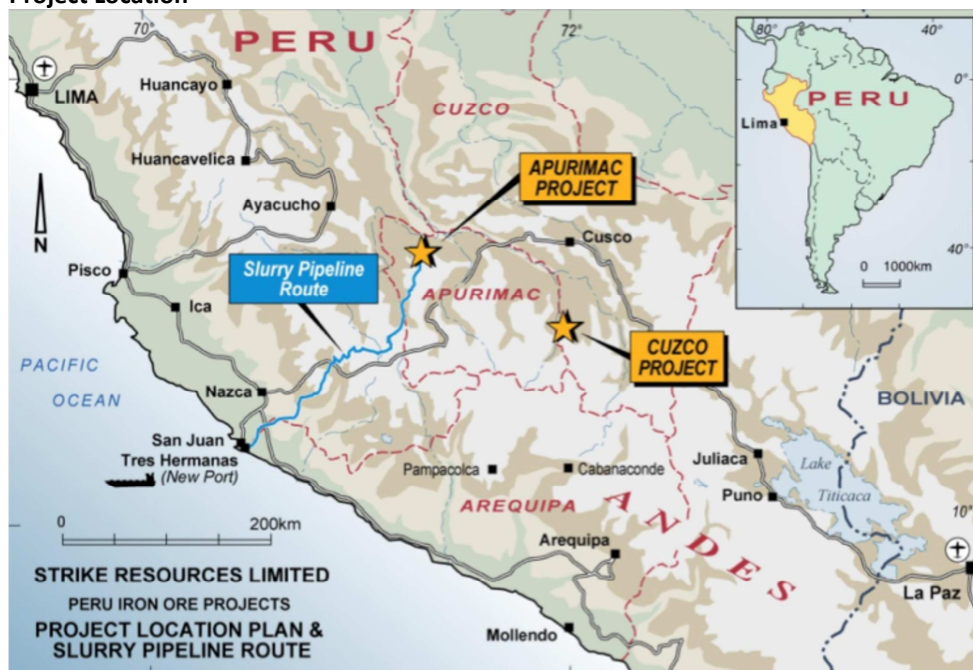 Project Location
70°
72°
80°
40°
PERU
LIMA
Huancayo
CUZCO
0°
PERU
Lima
Huancavelica
APURIMAC
PROJECT
Ayacucho
N
Cusco
40°
Pisco
Slurry Pipeline
Route
0 1000km
APURIMAC
Ica
CUZCO
PROJECT
PACIFIC
OCEAN
Nazca
BOLIVIA
San Juan
Tres Hermanas
(New Port)
Pampacolca
Cabanaconde
Juliaca
Lake
Titicaca
Puno
AREQUIPA
ANDES
10°
0 200km
Arequipa
STRIKE RESOURCES LIMITED
PERU IRON ORE PROJECTS
PROJECT LOCATION PLAN &
SLURRY PIPELINE ROUTE
La Paz
Mollendo